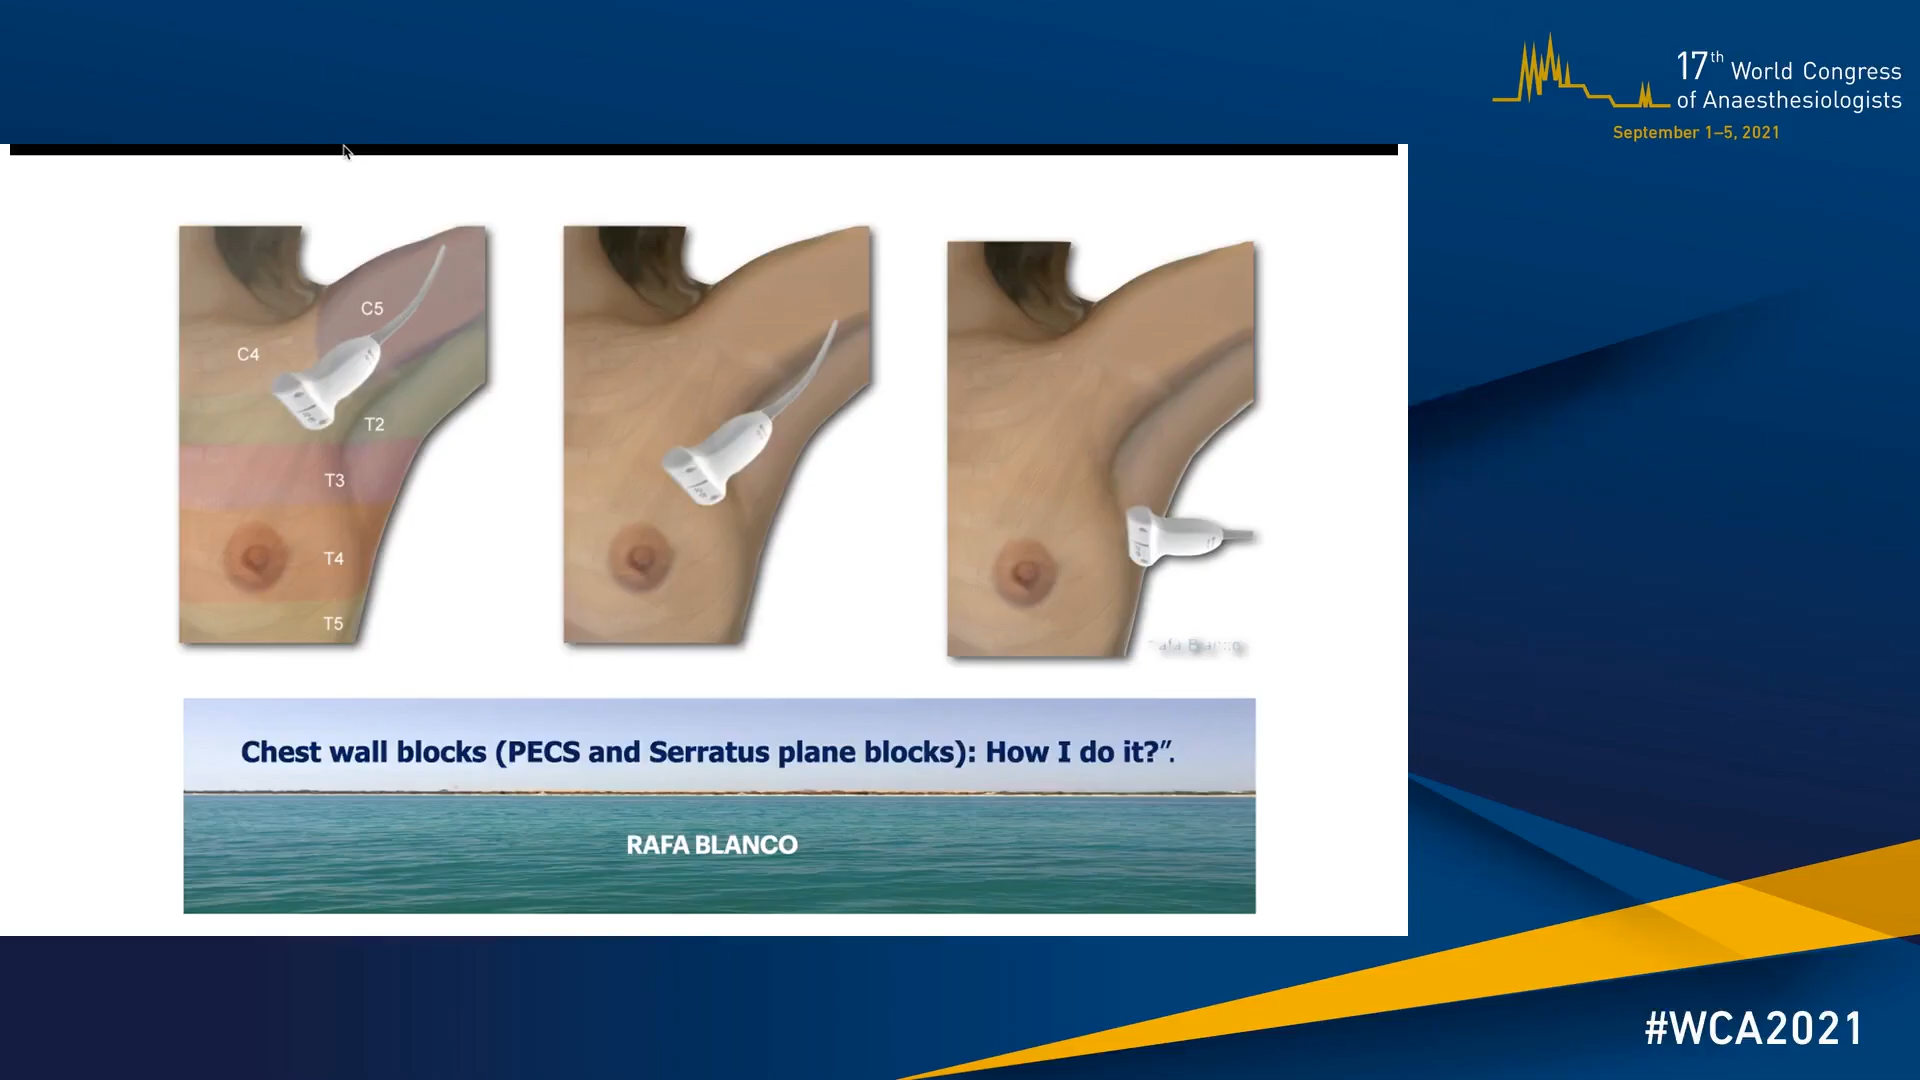 17th World Congress
of Anaesthesiologists
September 1–5, 2021
C5
C4
T2
T3
T4
T5
Chest wall blocks (PECS and Serratus plane blocks): How I do it?”.
RAFA BLANCO
#WCA2021